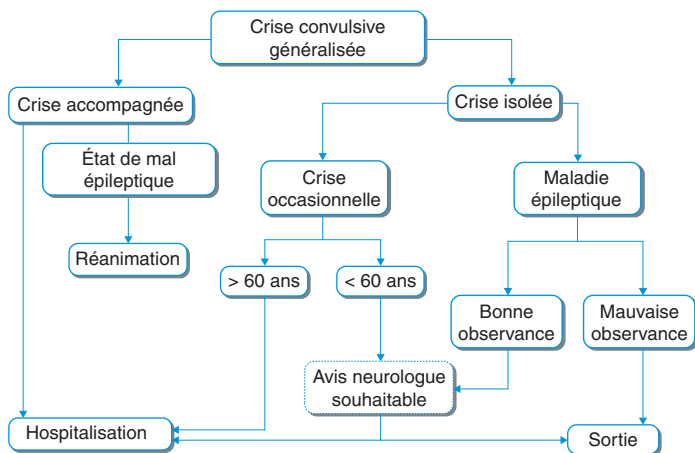 Crise convulsive
généralisée
Crise accompagnée
Crise isolée
État de mal
épileptique
Crise
occasionnelle
Maladie
épileptique
Réanimation
> 60 ans
< 60 ans
Bonne
observance
Mauvaise
observance
Avis neurologue
souhaitable
Hospitalisation
Sortie